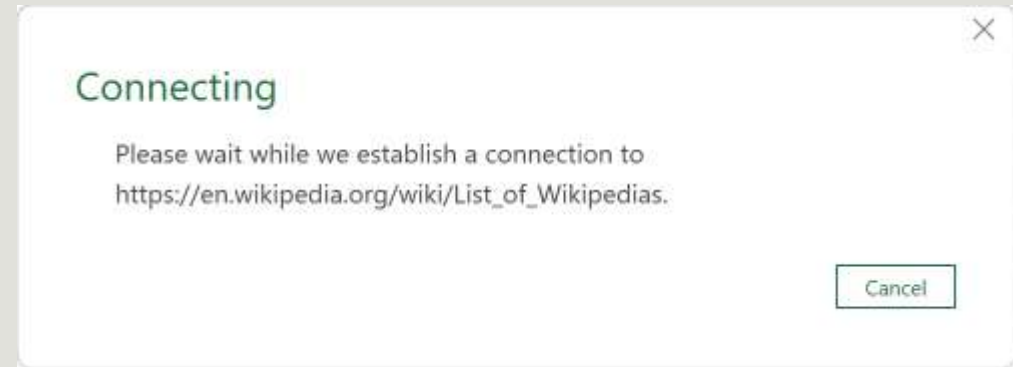 Connecting
Please wait while we establish a connection to
https://en.wikipedia.org/wiki/List_of_Wikipedias.
Cancel